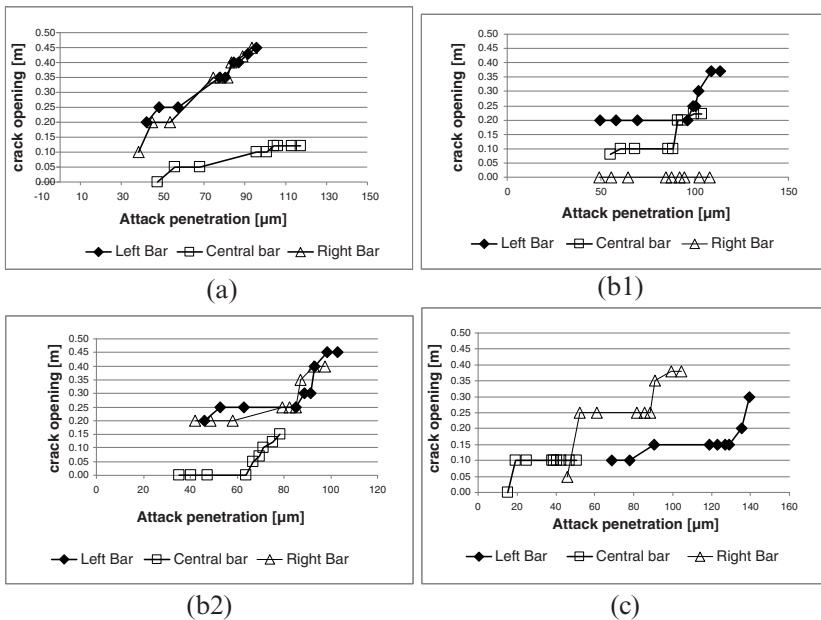 (a)
crack opening [m]
0.50
0.45
0.40
0.35
0.30
0.25
0.20
0.15
0.10
0.05
0.00
-10 10 30 50 70 90 110 130 150
Attack penetration [µm]
Left Bar Central bar Right Bar
(b1)
crack opening [m]
0.50
0.45
0.40
0.35
0.30
0.25
0.20
0.15
0.10
0.05
0.00
0 50 100 150
Attack penetration [µm]
Left Bar Central bar Right Bar
(b2)
crack opening [m]
0.50
0.45
0.40
0.35
0.30
0.25
0.20
0.15
0.10
0.05
0.00
0 20 40 60 80 100 120
Attack penetration [µm]
Left Bar Central bar Right Bar
(c)
crack opening [m]
0.50
0.45
0.40
0.35
0.30
0.25
0.20
0.15
0.10
0.05
0.00
0 20 40 60 80 100 120 140 160
Attack penetration [µm]
Left Bar Central bar Right Bar